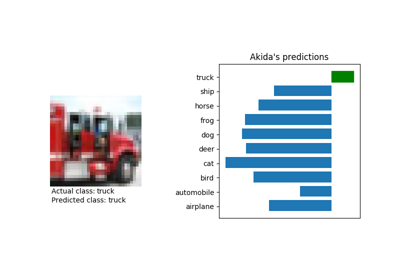 Akida's predictions
truck
ship
horse
frog
dog
deer
cat
bird
automobile
airplane
Actual class: truck
Predicted class: truck